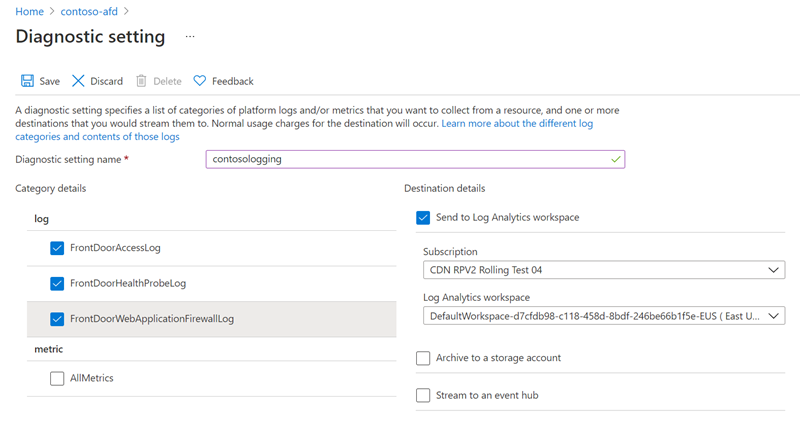 Home > contoso-afd >
Diagnostic setting ...
Save Discard Delete Feedback
A diagnostic setting specifies a list of categories of platform logs and/or metrics that you want to collect from a resource, and one or more
destinations that you would stream them to. Normal usage charges for the destination will occur. Learn more about the different log
categories and contents of those logs
Diagnostic setting name * contosologging
Category details
log
FrontDoorAccessLog
FrontDoorHealthProbeLog
FrontDoorWebApplicationFirewallLog
metric
AllMetrics
Destination details
Send to Log Analytics workspace
Subscription
CDN RPV2 Rolling Test 04
Log Analytics workspace
DefaultWorkspace-d7cfdb98-c118-458d-8bdf-246be66b1f5e-EUS ( East U...
Archive to a storage account
Stream to an event hub